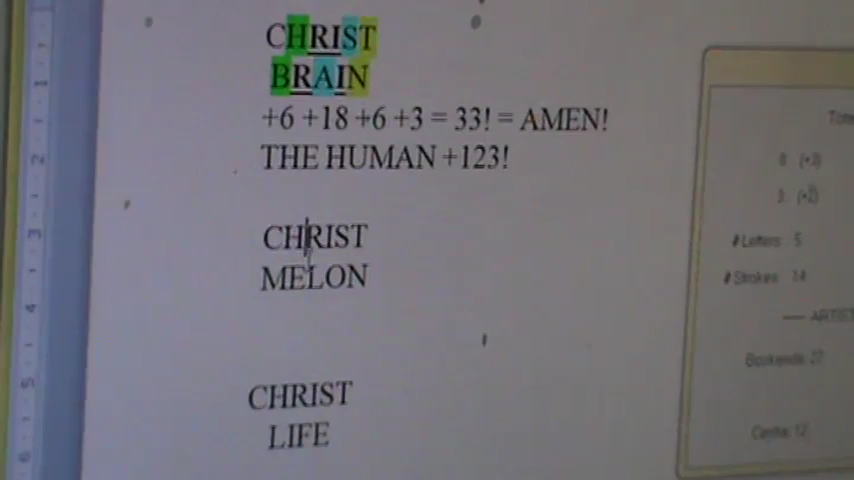 CHRIST
BRAIN
+6 +18 +6 +3 = 33! = AMEN!
THE HUMAN +123!
CHRIST
MELON
CHRIST
LIFE
# Letters: 5
# Strokes: 14
ARTIST
Bookends: 27
Centre: 12